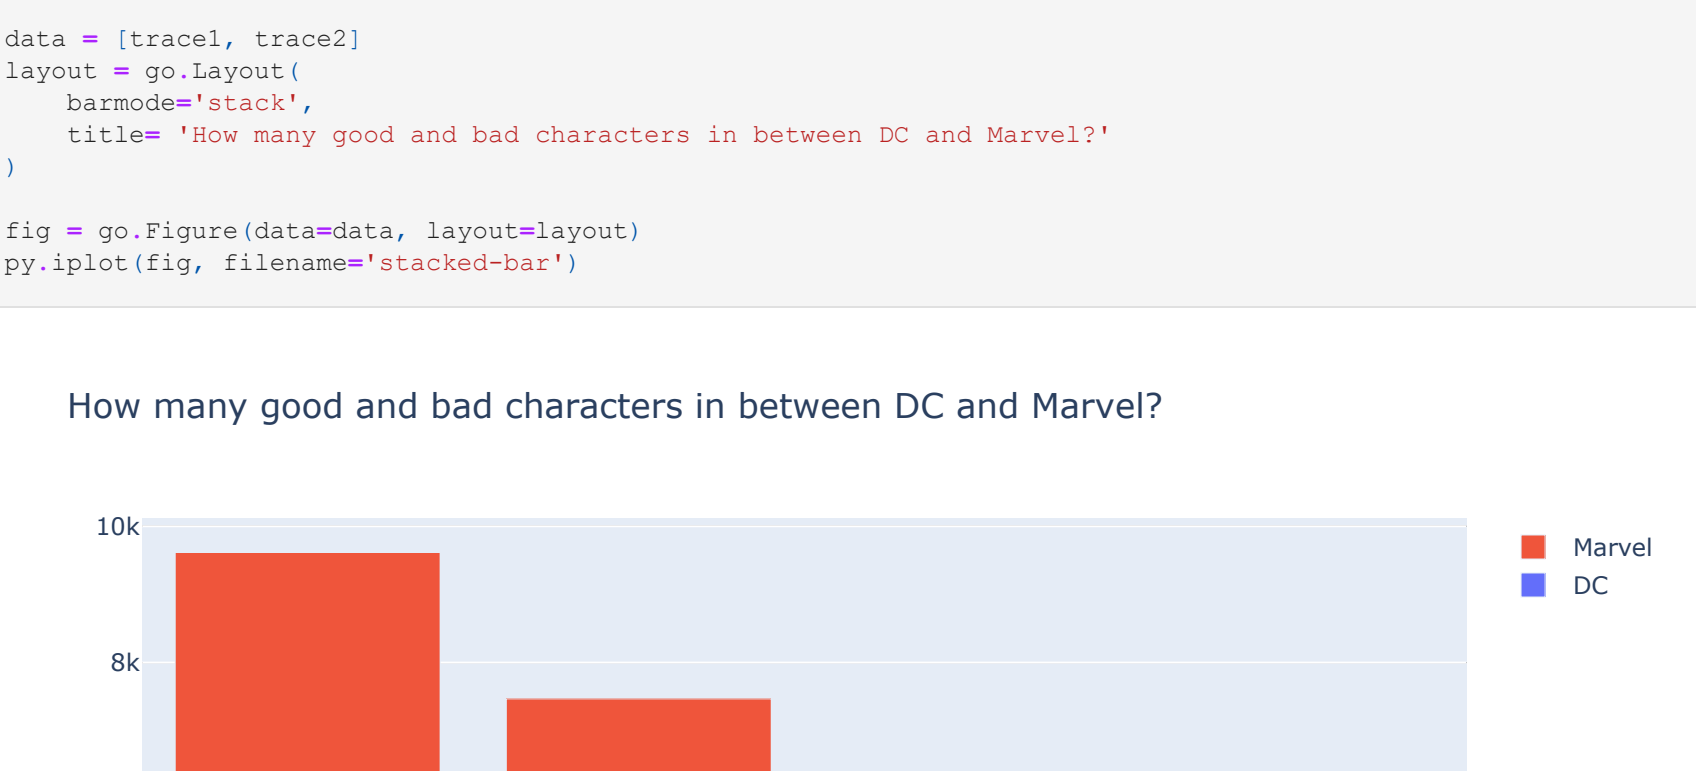 data = [trace1, trace2]
layout = go.Layout(
    barmode='stack',
    title= 'How many good and bad characters in between DC and Marvel?'
)
fig = go.Figure(data=data, layout=layout)
py.iplot(fig, filename='stacked-bar')
How many good and bad characters in between DC and Marvel?
10k
Marvel
DC
8k